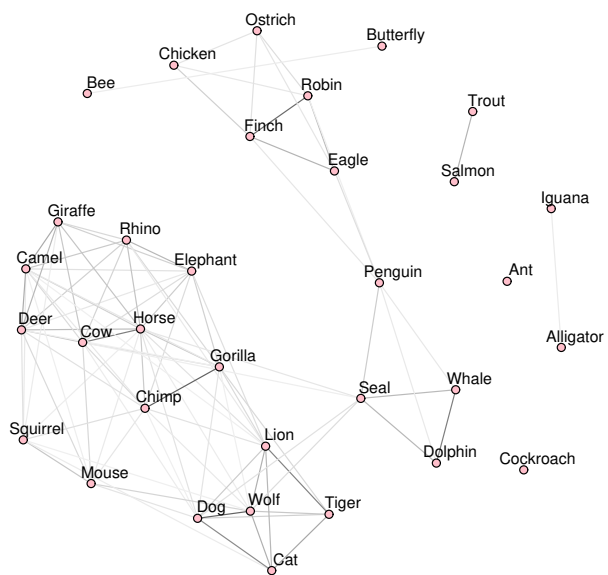 Ostrich
Butterfly
Chicken
Bee
Robin
Trout
Finch
Eagle
Salmon
Iguana
Giraffe
Rhino
Camel
Elephant
Penguin
Ant
Deer
Cow
Horse
Alligator
Gorilla
Seal
Whale
Chimp
Squirrel
Lion
Dolphin
Cockroach
Mouse
Dog
Wolf
Tiger
Cat